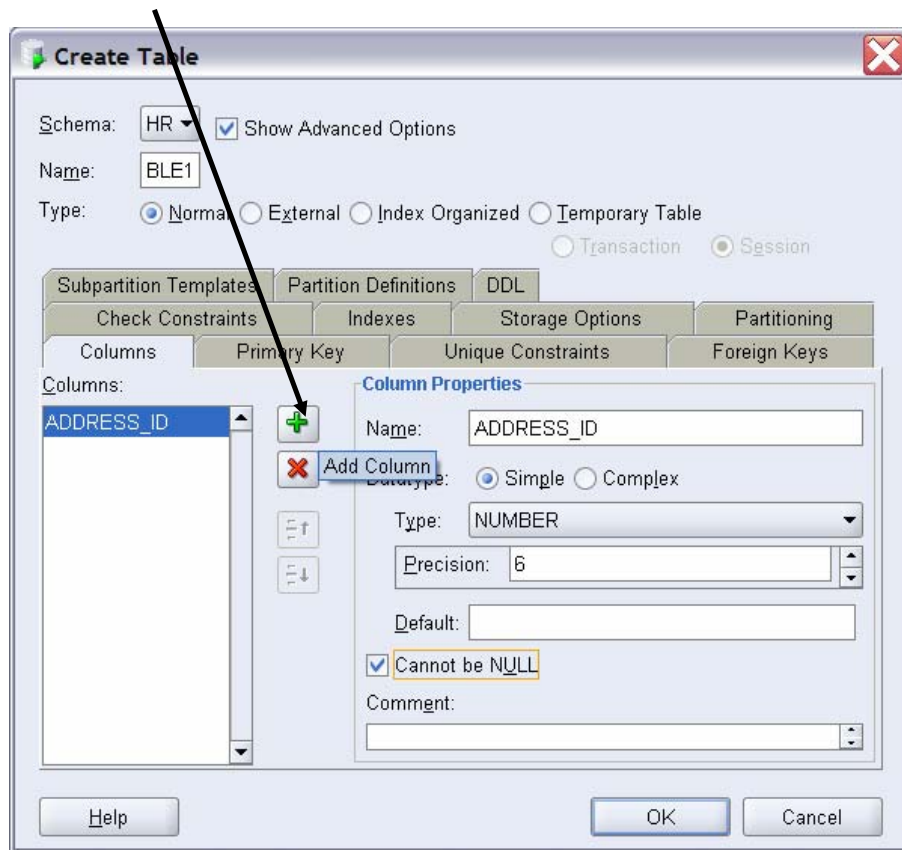 Create Table
Schema: HR Show Advanced Options
Name: BLE1
Type: Normal External Index Organized Temporary Table
Transaction Session
Subpartition Templates Partition Definitions DDL
Check Constraints Indexes Storage Options Partitioning
Columns Primary Key Unique Constraints Foreign Keys
Columns:
ADDRESS_ID
Add Column
Column Properties
Name: ADDRESS_ID
Datatype: Simple Complex
Type: NUMBER
Precision: 6
Default:
Cannot be NULL
Comment:
Help OK Cancel